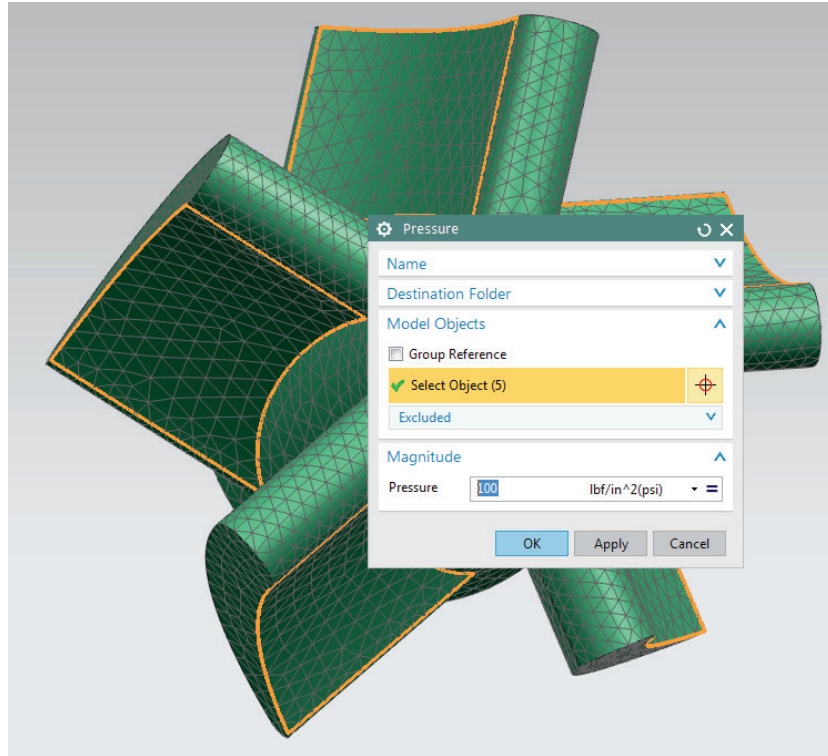 Pressure
Name
Destination Folder
Model Objects
Group Reference
Select Object (5)
Excluded
Magnitude
Pressure 100 lbf/in^2(psi)
OK Apply Cancel